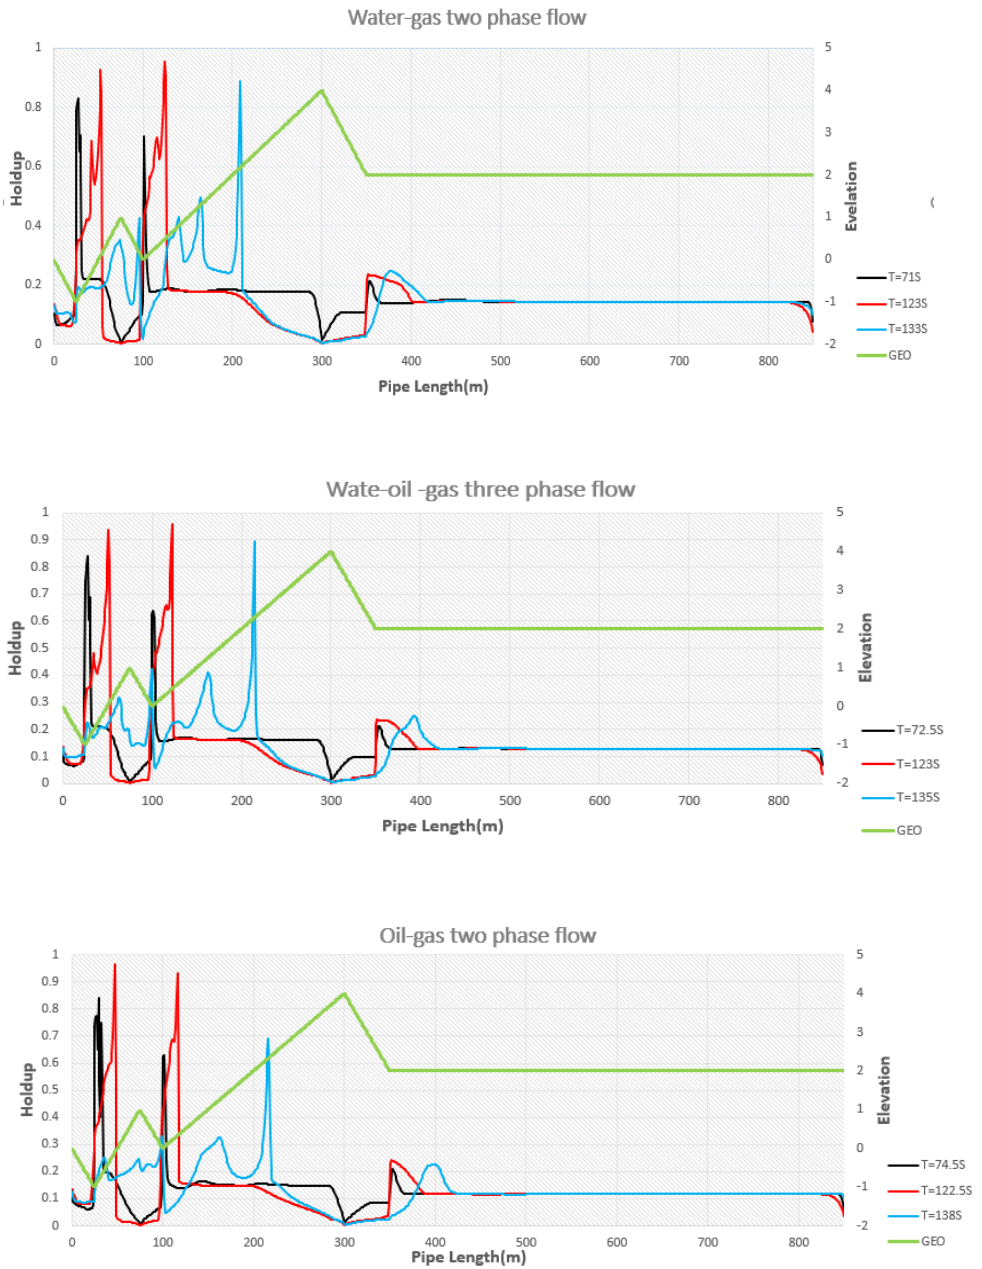 Water-gas two phase flow
1 5
0.8 4
3
0.6 2
Holdup
0.4 1
0
0.2 -1
0 -2
Evelation
0 100 200 300 400 500 600 700 800
Pipe Length(m)
T=71S
T=123S
T=133S
GEO
Wate-oil -gas three phase flow
1 5
0.9
0.8 4
0.7 3
0.6
0.5 2
0.4 1
0.3 0
0.2
0.1 -1
0 -2
Holdup
Elevation
0 100 200 300 400 500 600 700 800
Pipe Length(m)
T=72.5S
T=123S
T=135S
GEO
Oil-gas two phase flow
1 5
0.9
0.8 4
0.7 3
0.6
0.5 2
0.4 1
0.3 0
0.2
0.1 -1
0 -2
Holdup
Elevation
0 100 200 300 400 500 600 700 800
Pipe Length(m)
T=74.5S
T=122.5S
T=138S
GEO